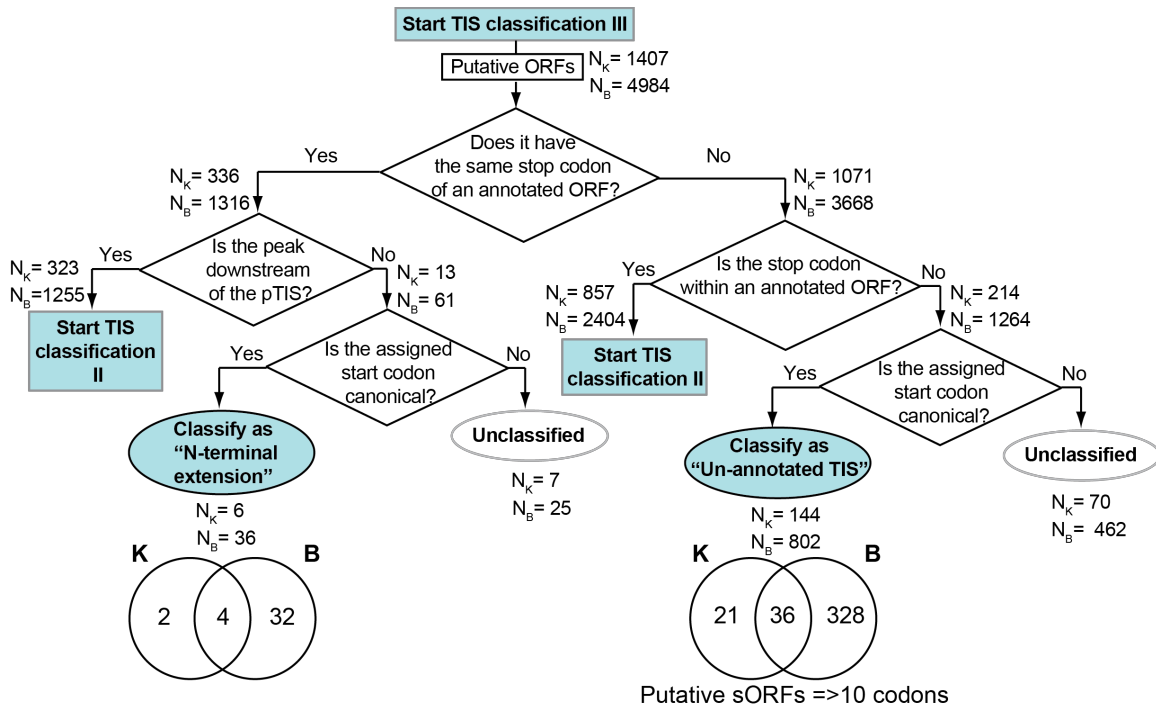 Start TIS classification III
Putative ORFs
N_K= 1407
N_B= 4984
Does it have
the same stop codon
of an annotated ORF?
Yes
No
N_K= 336
N_B= 1316
N_K= 1071
N_B= 3668
Is the peak
downstream
of the pTIS?
Yes
No
N_K= 323
N_B=1255
N_K= 13
N_B= 61
Start TIS
classification
II
Is the stop codon
within an annotated ORF?
Yes
No
N_K= 857
N_B= 2404
N_K= 214
N_B= 1264
Start TIS
classification II
Is the assigned
start codon
canonical?
Yes
No
Classify as
“N-terminal
extension”
Unclassified
N_K= 7
N_B= 25
N_K= 6
N_B= 36
K
B
2
4
32
Is the assigned
start codon
canonical?
Yes
No
Classify as
“Un-annotated TIS”
Unclassified
N_K= 70
N_B= 462
N_K= 144
N_B= 802
K
B
21
36
328
Putative sORFs =>10 codons